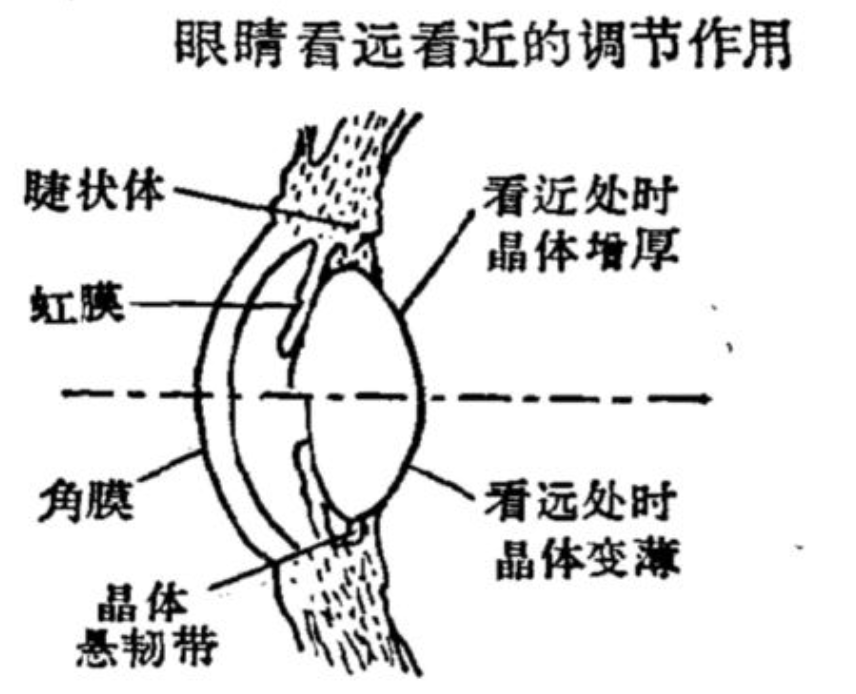 眼睛看远看近的调节作用
睫状体
看近处时
晶体增厚
虹膜
角膜
看远处时
晶体变薄
晶体
悬韧带